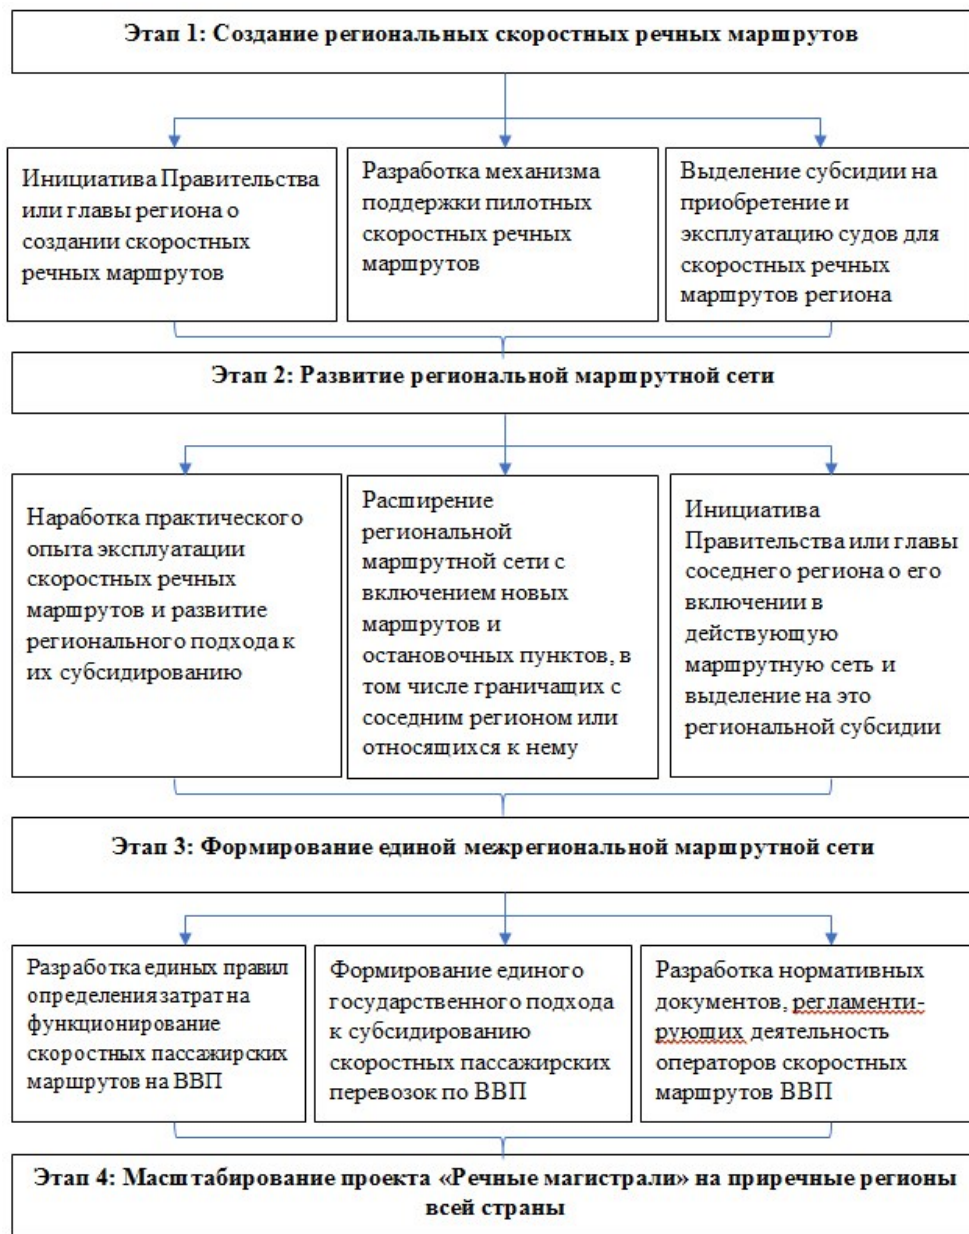 Этап 1: Создание региональных скоростных речных маршрутов
Инициатива Правительства
или главы региона о
создании скоростных
речных маршрутов
Разработка механизма
поддержки пилотных
скоростных речных
маршрутов
Выделение субсидии на
приобретение и
эксплуатацию судов для
скоростных речных
маршрутов региона
Этап 2: Развитие региональной маршрутной сети
Наработка практического
опыта эксплуатации
скоростных речных
маршрутов и развитие
регионального подхода к
их субсидированию
Расширение
региональной
маршрутной сети с
включением новых
маршрутов и
остановочных пунктов, в
том числе граничащих с
соседним регионом или
относящихся к нему
Инициатива
Правительства или главы
соседнего региона о его
включении в
действующую
маршрутную сеть и
выделение на это
региональной субсидии
Этап 3: Формирование единой межрегиональной маршрутной сети
Разработка единых правил
определения затрат на
функционирование
скоростных пассажирских
маршрутов на ВВП
Формирование единого
государственного подхода
к субсидированию
скоростных пассажирских
перевозок по ВВП
Разработка нормативных
документов, регламенти-
рующих деятельность
операторов скоростных
маршрутов ВВП
Этап 4: Масштабирование проекта «Речные магистрали» на приречные регионы
всей страны